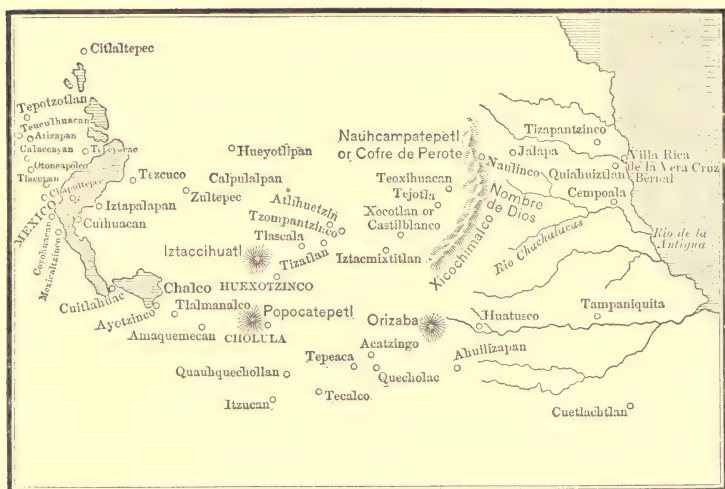 Citlaltepec
Tepotzotlan
Teuculhuacan
Atizapan
Calacoayan
Tepeyacac
Otoncapolco
Tlacopan
Chapultepec
MEXICO
Coyohuacan
Mexicaltzinco
Tezcuco
Iztapalapan
Culhuacan
Cuitlahuac
Chalco
Ayotzinco
Tlalmanalco
Amaquemecan
Hueyotlipan
Calpulalpan
Zultepec
Atlihuetzin
Tzompantzinco
Tlascala
Tizatlan
Iztaccihuatl
HUEXOTZINCO
Popocatepetl
CHOLULA
Nauhcampatepetl
or Cofre de Perote
Teoxihuacan
Tejotla
Xocotlan or
Castilblanco
Iztacmixtitlan
Xicochimalco
Nombre
de Dios
Naulinco
Jalapa
Tizapantzinco
Quiahuiztlan
Villa Rica
de la Vera Cruz
Bernal
Cempoala
Rio Chachalacas
Rio de la
Antigua
Orizaba
Huatusco
Tampaniquita
Acatzingo
Ahuilizapan
Tepeaca
Quecholac
Quauhquechollan
Tecalco
Itzucan
Cuetlachtlan